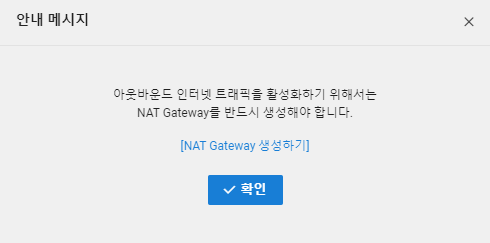 안내 메시지
아웃바운드 인터넷 트래픽을 활성화하기 위해서는
NAT Gateway를 반드시 생성해야 합니다.
[NAT Gateway 생성하기]
확인